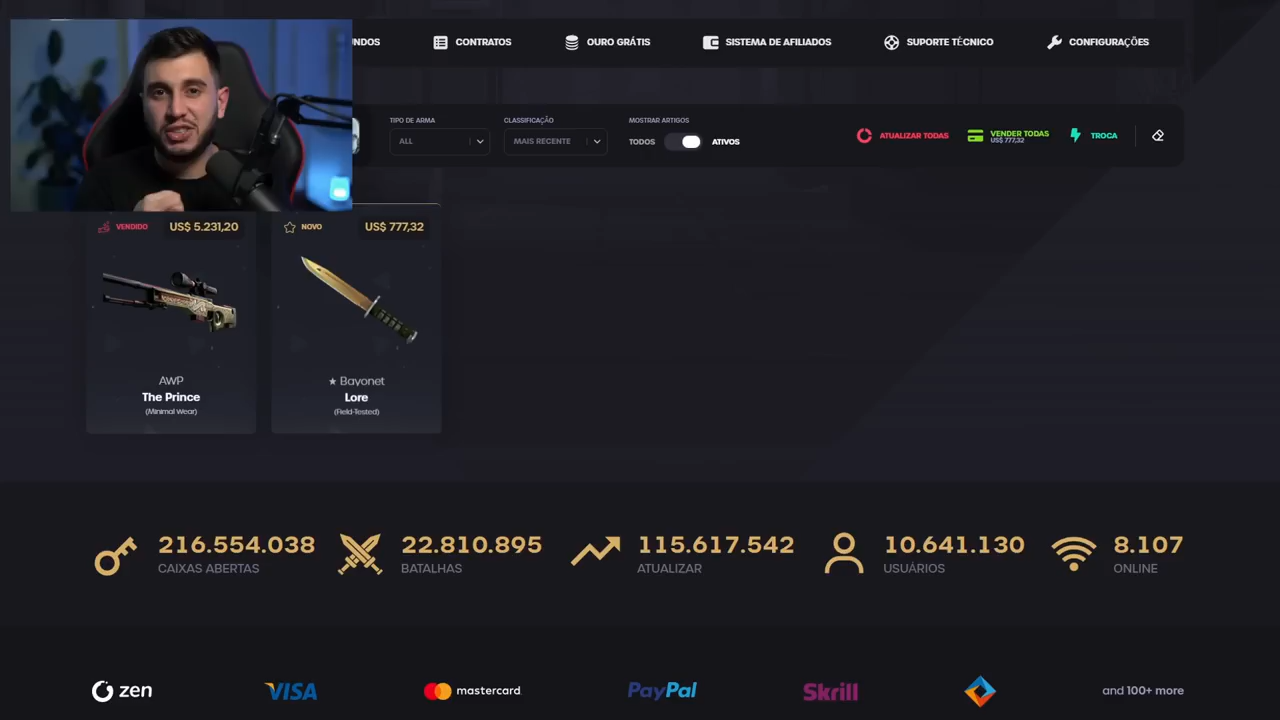 CONTRATOS
OURO GRÁTIS
SISTEMA DE AFILIADOS
SUPORTE TÉCNICO
CONFIGURAÇÕES
TIPO DE ARMA
CLASSIFICAÇÃO
MOSTRAR ARTIGOS
ALL
MAIS RECENTE
TODOS
ATIVOS
ATUALIZAR TODAS
VENDER TODAS
US$ 777,32
TROCA
VENDIDO
US$ 5.231,20
NOVO
US$ 777,32
AWP
The Prince
(Minimal Wear)
★ Bayonet
Lore
(Field-Tested)
216.554.038
CAIXAS ABERTAS
22.810.895
BATALHAS
115.617.542
ATUALIZAR
10.641.130
USUÁRIOS
8.107
ONLINE
zen
VISA
mastercard
PayPal
Skrill
and 100+ more